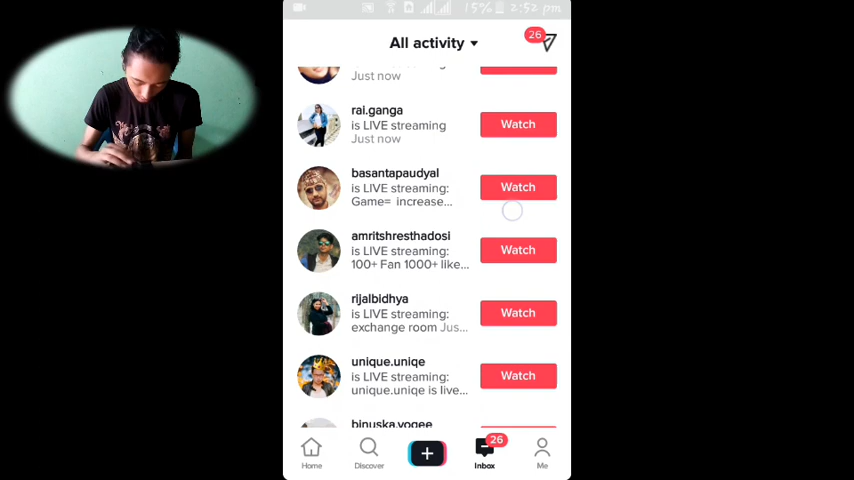 15% 2:52 pm
All activity
26
Just now
rai.ganga
is LIVE streaming
Just now
Watch
basantapaudyal
is LIVE streaming:
Game= increase...
Watch
amritshresthadosi
is LIVE streaming:
100+ Fan 1000+ like...
Watch
rijalbidhya
is LIVE streaming:
exchange room Jus...
Watch
unique.uniqe
is LIVE streaming:
unique.uniqe is live...
Watch
binuska.yogee
26
Home
Discover
Inbox
Me